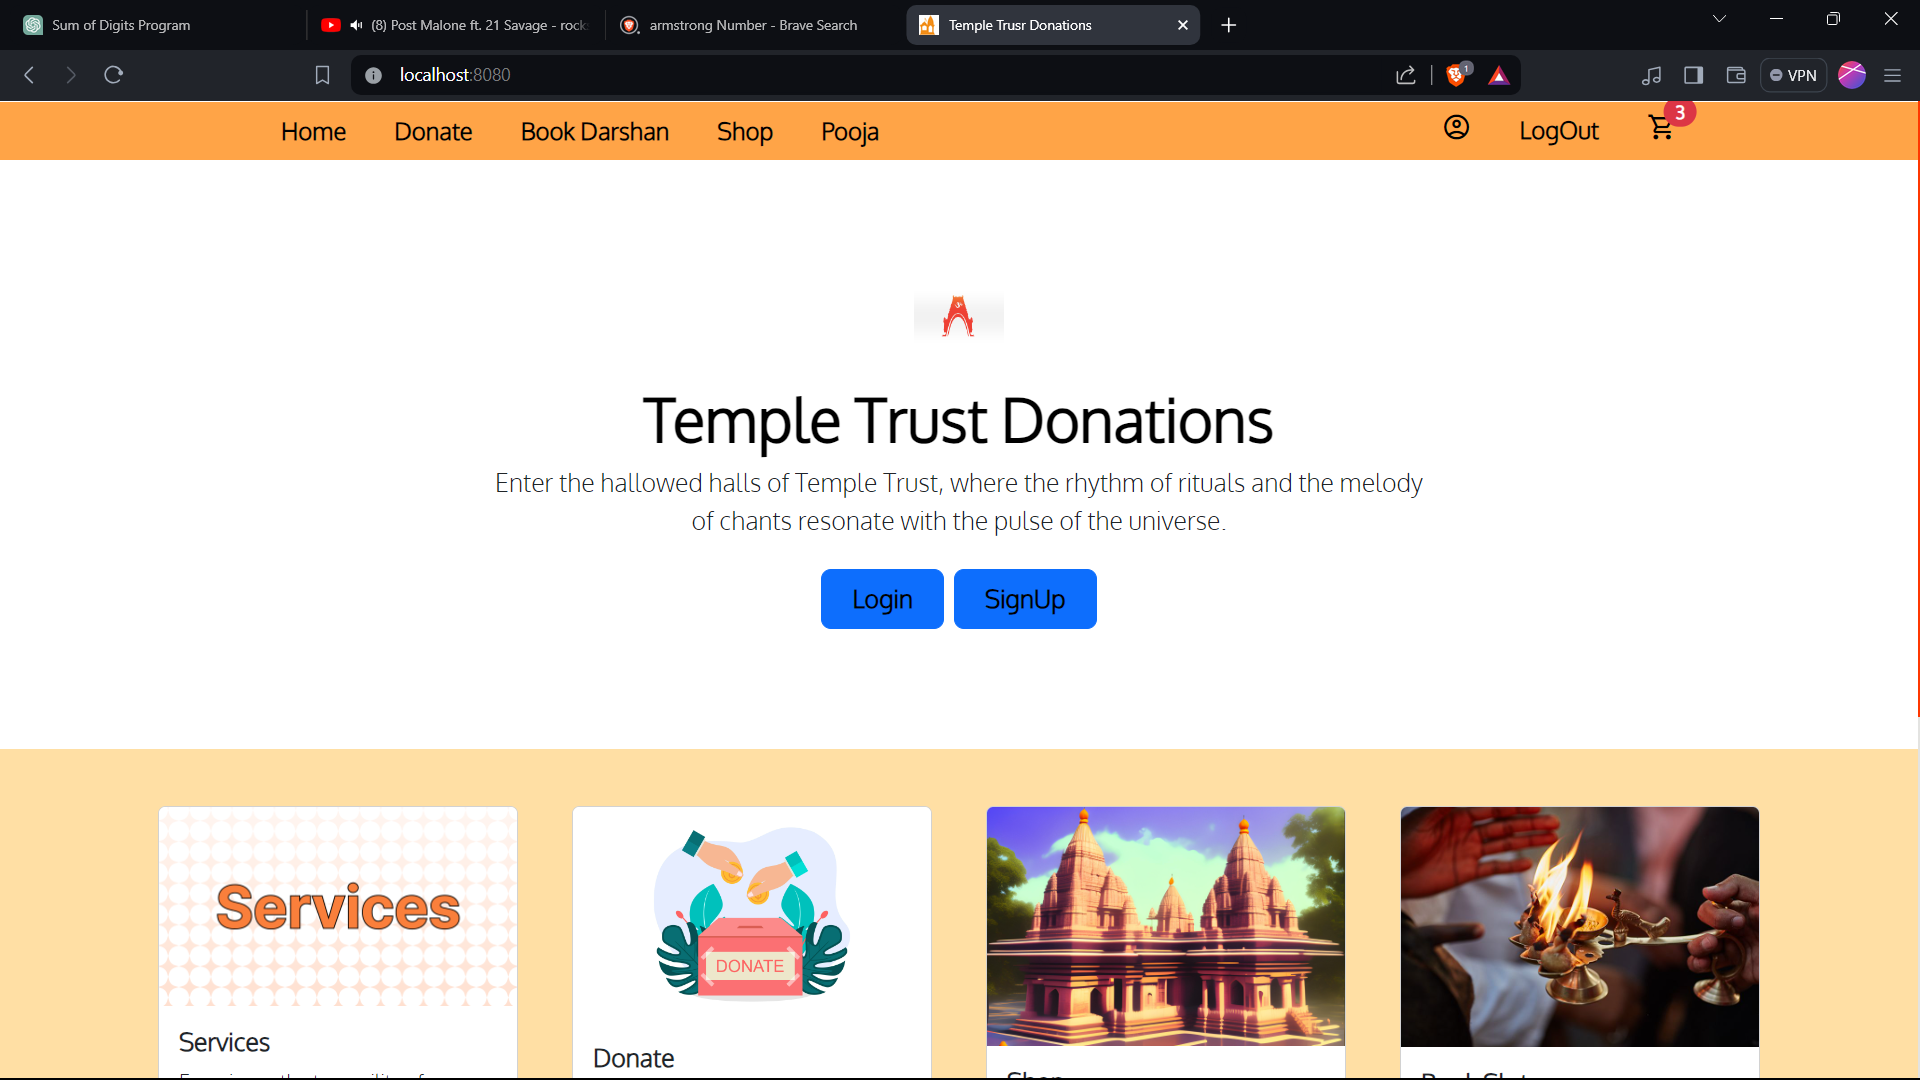 Sum of Digits Program
(8) Post Malone ft. 21 Savage - rock
armstrong Number - Brave Search
Temple Trusr Donations
localhost:8080
1
VPN
Home
Donate
Book Darshan
Shop
Pooja
LogOut
3
Temple Trust Donations
Enter the hallowed halls of Temple Trust, where the rhythm of rituals and the melody
of chants resonate with the pulse of the universe.
Login
SignUp
Services
DONATE
Services
Donate
Shop